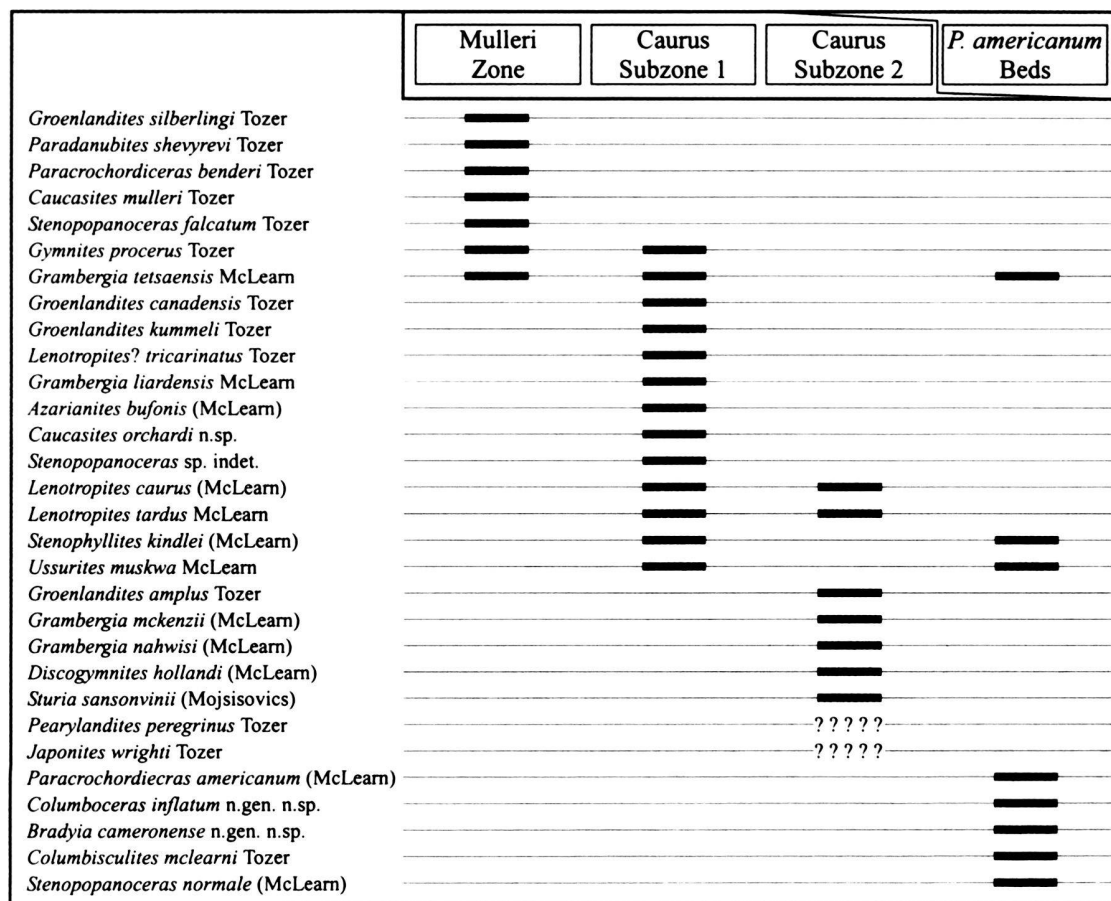 Mulleri Zone
Caurus Subzone 1
Caurus Subzone 2
P. americanum Beds
Groenlandites silberlingi Tozer
Paradanubites shevyrevi Tozer
Paracrochordiceras benderi Tozer
Caucasites mulleri Tozer
Stenopopanoceras falcatum Tozer
Gymnites procerus Tozer
Grambergia tetsaensis McLearn
Groenlandites canadensis Tozer
Groenlandites kummeli Tozer
Lenotropites? tricarinatus Tozer
Grambergia liardensis McLearn
Azarianites bufonis (McLearn)
Caucasites orchardi n.sp.
Stenopopanoceras sp. indet.
Lenotropites caurus (McLearn)
Lenotropites tardus McLearn
Stenophyllites kindlei (McLearn)
Ussurites muskwa McLearn
Groenlandites amplus Tozer
Grambergia mckenzii (McLearn)
Grambergia nahwisi (McLearn)
Discogymnites hollandi (McLearn)
Sturia sansonvinii (Mojsisovics)
Pearylandites peregrinus Tozer ? ? ? ? ?
Japonites wrighti Tozer ? ? ? ? ?
Paracrochordiecras americanum (McLearn)
Columboceras inflatum n.gen. n.sp.
Bradyia cameronense n.gen. n.sp.
Columbisculites mclearni Tozer
Stenopopanoceras normale (McLearn)